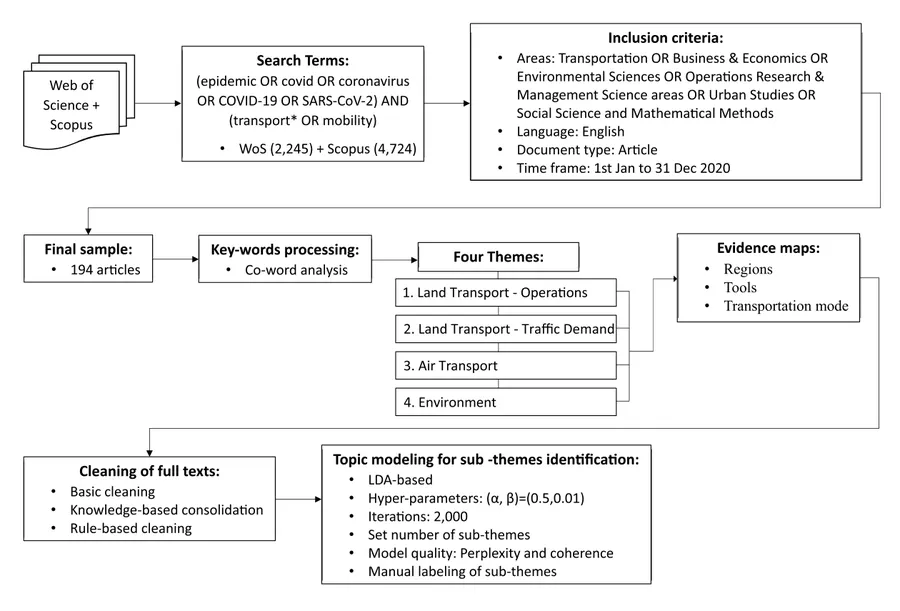 Web of
Science +
Scopus
Search Terms:
(epidemic OR covid OR coronavirus
OR COVID-19 OR SARS-CoV-2) AND
(transport* OR mobility)
• WoS (2,245) + Scopus (4,724)
Inclusion criteria:
• Areas: Transportation OR Business & Economics OR
Environmental Sciences OR Operations Research &
Management Science areas OR Urban Studies OR
Social Science and Mathematical Methods
• Language: English
• Document type: Article
• Time frame: 1st Jan to 31 Dec 2020
Final sample:
• 194 articles
Key-words processing:
• Co-word analysis
Four Themes:
1. Land Transport - Operations
2. Land Transport - Traffic Demand
3. Air Transport
4. Environment
Evidence maps:
• Regions
• Tools
• Transportation mode
Cleaning of full texts:
• Basic cleaning
• Knowledge-based consolidation
• Rule-based cleaning
Topic modeling for sub -themes identification:
• LDA-based
• Hyper-parameters: (α, β)=(0.5,0.01)
• Iterations: 2,000
• Set number of sub-themes
• Model quality: Perplexity and coherence
• Manual labeling of sub-themes